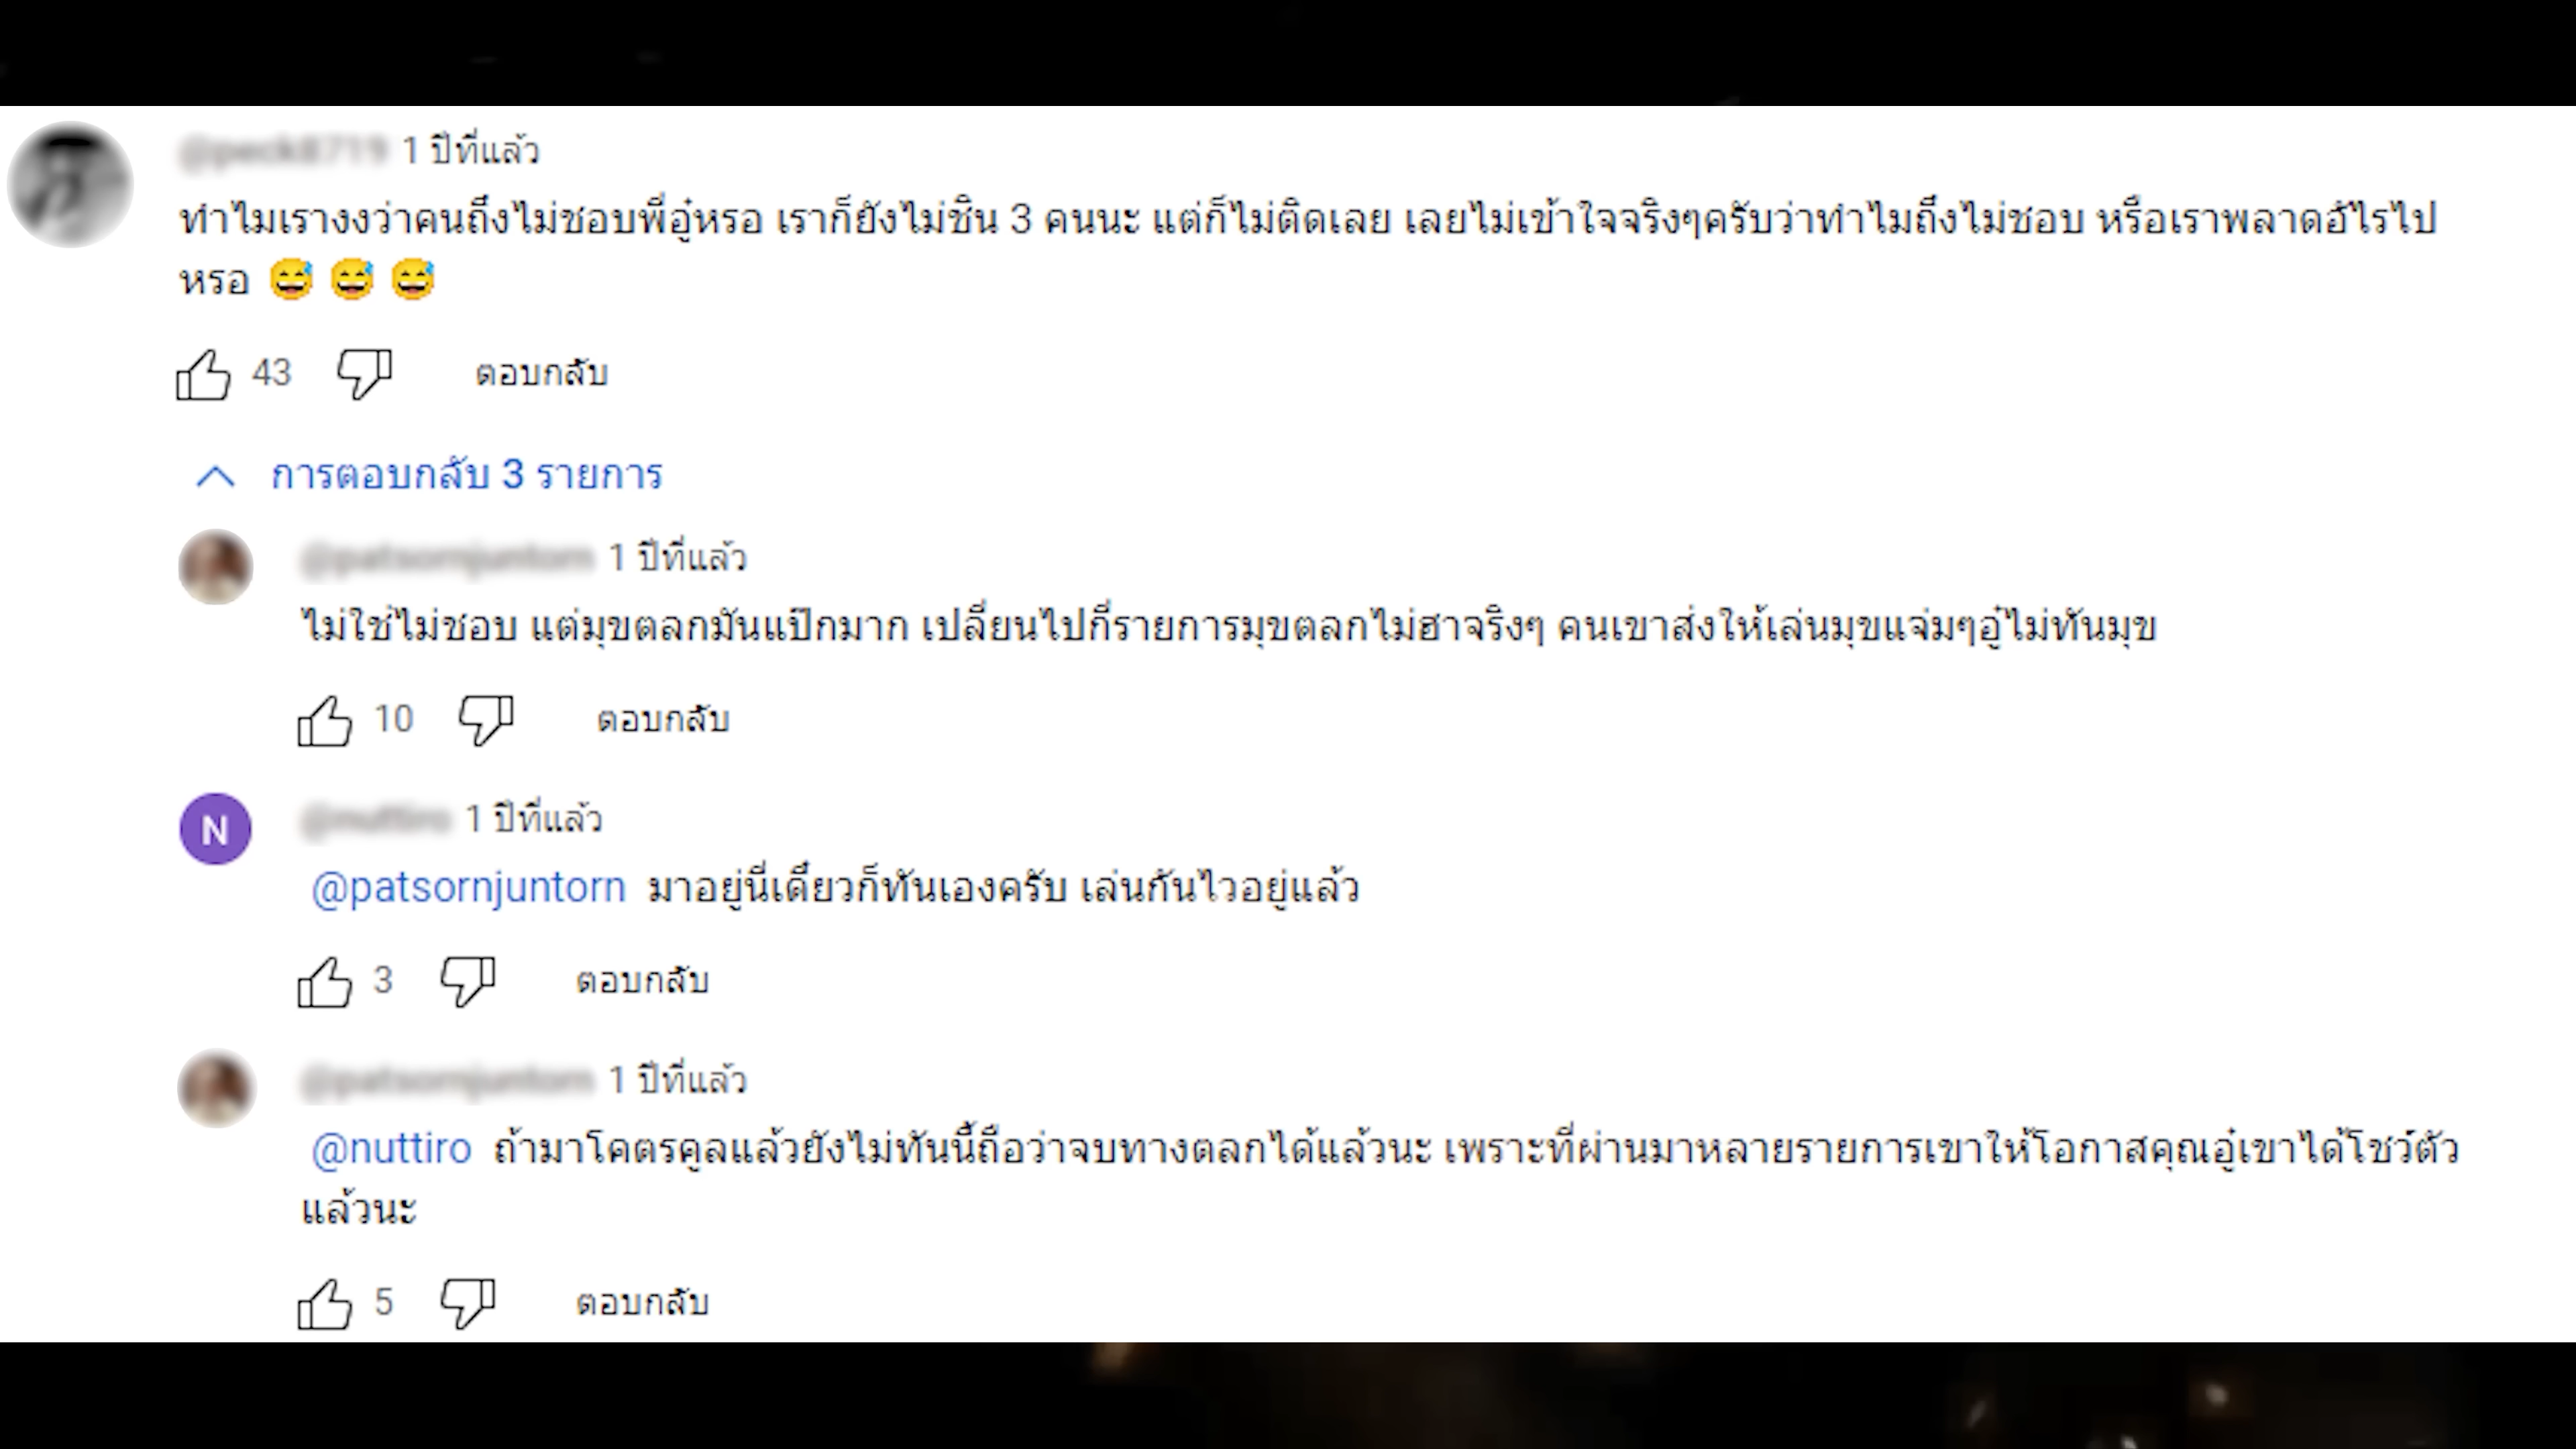 1 ปีที่แล้ว
ทำไมเรางงว่าคนถึงไม่ชอบพี่อู๋หรอ เราก็ยังไม่ชิน 3 คนนะ แต่ก็ไม่ติดเลย เลยไม่เข้าใจจริงๆครับว่าทำไมถึงไม่ชอบ หรือเราพลาดอัไรไป
หรอ 😅 😅 😅
43 ตอบกลับ
การตอบกลับ 3 รายการ
1 ปีที่แล้ว
ไม่ใช่ไม่ชอบ แต่มุขตลกมันแป๊กมาก เปลี่ยนไปกี่รายการมุขตลกไม่ฮาจริงๆ คนเขาส่งให้เล่นมุขแจ่มๆอู๋ไม่ทันมุข
10 ตอบกลับ
N
1 ปีที่แล้ว
@patsornjuntorn มาอยู่นี่เดี๋ยวก็ทันเองครับ เล่นกันไวอยู่แล้ว
3 ตอบกลับ
1 ปีที่แล้ว
@nuttiro ถ้ามาโคตรคูลแล้วยังไม่ทันนี้ถือว่าจบทางตลกได้แล้วนะ เพราะที่ผ่านมาหลายรายการเขาให้โอกาสคุณอู๋เขาได้โชว์ตัว
แล้วนะ
5 ตอบกลับ